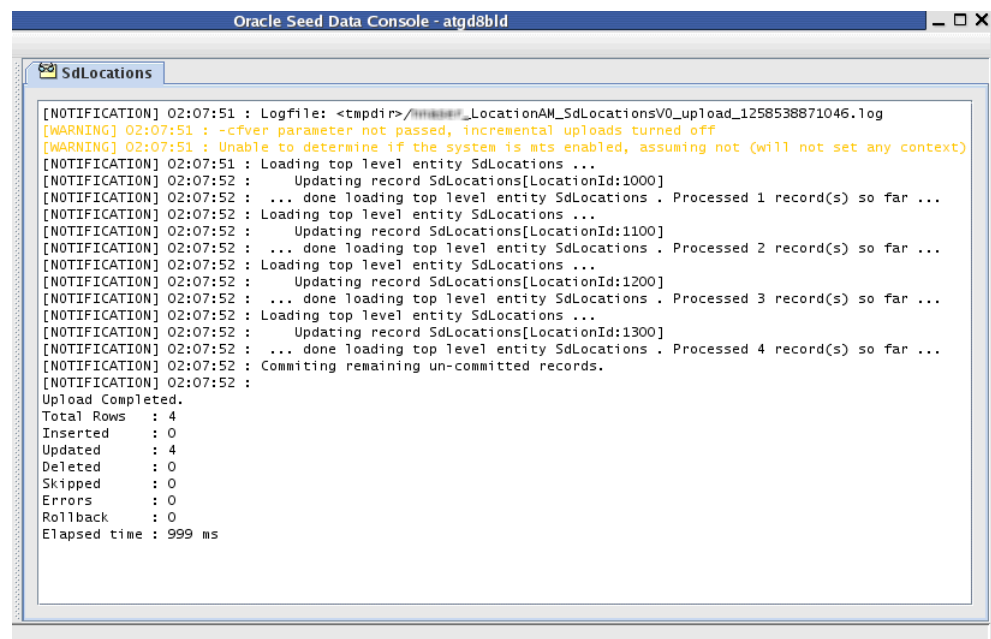 Oracle Seed Data Console - atgd8bld
SdLocations
[NOTIFICATION] 02:07:51 : Logfile: <tmpdir>/ _LocationAM_SdLocationsVO_upload_1258538871046.log
[WARNING] 02:07:51 : -cfver parameter not passed, incremental uploads turned off
[WARNING] 02:07:51 : Unable to determine if the system is mts enabled, assuming not (will not set any context)
[NOTIFICATION] 02:07:51 : Loading top level entity SdLocations ...
[NOTIFICATION] 02:07:52 :     Updating record SdLocations[LocationId:1000]
[NOTIFICATION] 02:07:52 :  ... done loading top level entity SdLocations . Processed 1 record(s) so far ...
[NOTIFICATION] 02:07:52 : Loading top level entity SdLocations ...
[NOTIFICATION] 02:07:52 :     Updating record SdLocations[LocationId:1100]
[NOTIFICATION] 02:07:52 :  ... done loading top level entity SdLocations . Processed 2 record(s) so far ...
[NOTIFICATION] 02:07:52 : Loading top level entity SdLocations ...
[NOTIFICATION] 02:07:52 :     Updating record SdLocations[LocationId:1200]
[NOTIFICATION] 02:07:52 :  ... done loading top level entity SdLocations . Processed 3 record(s) so far ...
[NOTIFICATION] 02:07:52 : Loading top level entity SdLocations ...
[NOTIFICATION] 02:07:52 :     Updating record SdLocations[LocationId:1300]
[NOTIFICATION] 02:07:52 :  ... done loading top level entity SdLocations . Processed 4 record(s) so far ...
[NOTIFICATION] 02:07:52 : Commiting remaining un-committed records.
[NOTIFICATION] 02:07:52 :
Upload Completed.
Total Rows   : 4
Inserted     : 0
Updated      : 4
Deleted      : 0
Skipped      : 0
Errors       : 0
Rollback     : 0
Elapsed time : 999 ms